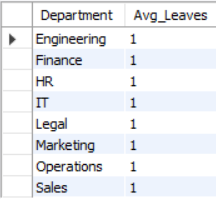 Department Avg_Leaves
Engineering 1
Finance 1
HR 1
IT 1
Legal 1
Marketing 1
Operations 1
Sales 1